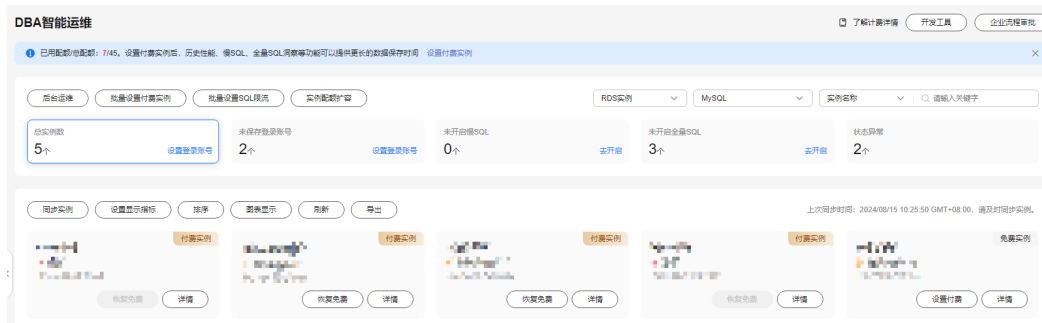 DBA智能运维
了解计费详情 开发工具 企业流程审批
已用配额/总配额：7/45。设置付费实例后，历史性能、慢SQL、全量SQL洞察等功能可以提供更长的数据保存时间 设置付费实例
后台运维 批量设置付费实例 批量设置SQL限流 实例配额扩容 RDS实例 MySQL 实例名称 请输入关键字
总实例数 未保存登录账号 未开启慢SQL 未开启全量SQL 状态异常
5个 设置登录账号 2个 设置登录账号 0个 去开启 3个 去开启 2个
同步实例 设置显示指标 排序 图表显示 刷新 导出 上次同步时间：2024/08/15 10:25:50 GMT+08:00，请及时同步实例。
付费实例 付费实例 付费实例 付费实例 免费实例
恢复免费 详情 恢复免费 详情 恢复免费 详情 恢复免费 详情 设置付费 详情